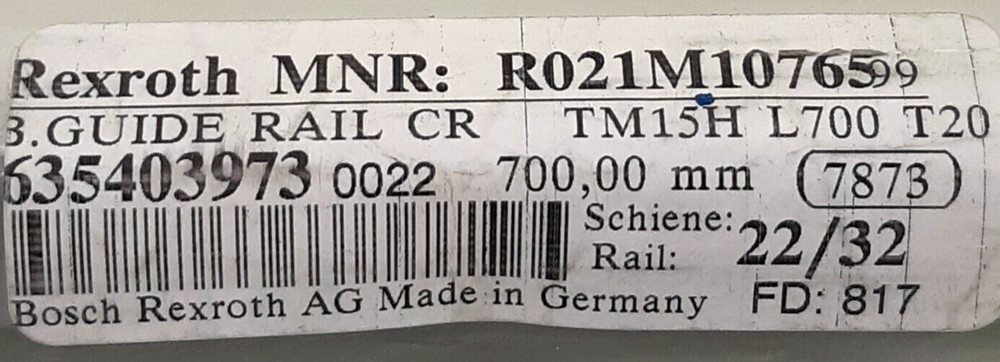 Rexroth MNR: R021M1076599
B.GUIDE RAIL CR TM15H L700 T20
635403973 0022 700,00 mm 7873
Schiene: 22/32
Rail:
Bosch Rexroth AG Made in Germany FD: 817